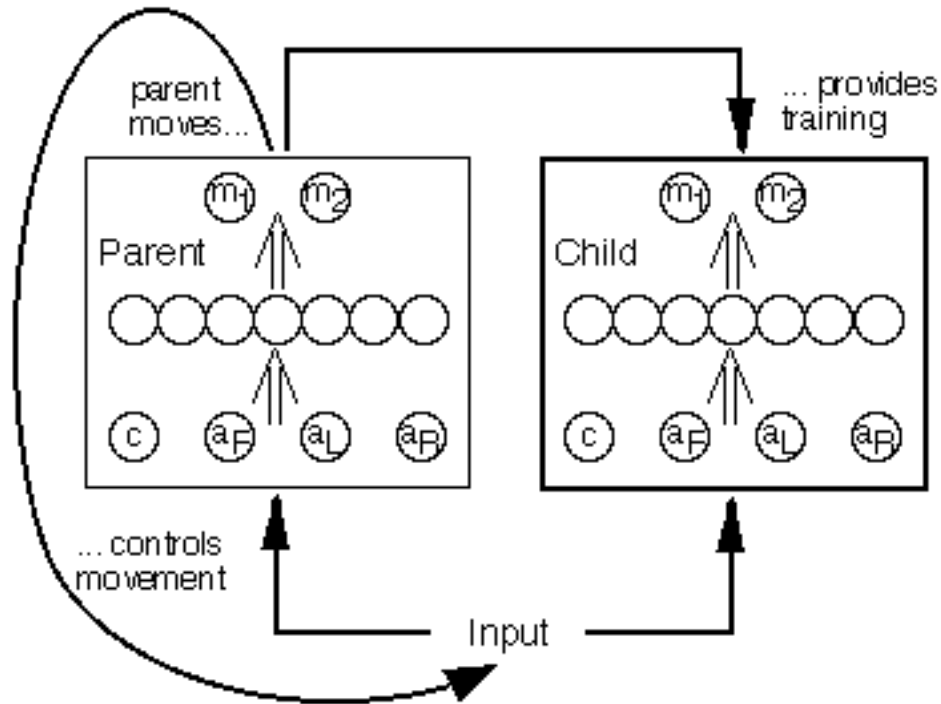 parent
moves...
... provides
training
m1 m2
m1 m2
Parent
Child
c aF aL aR
c aF aL aR
... controls
movement
Input